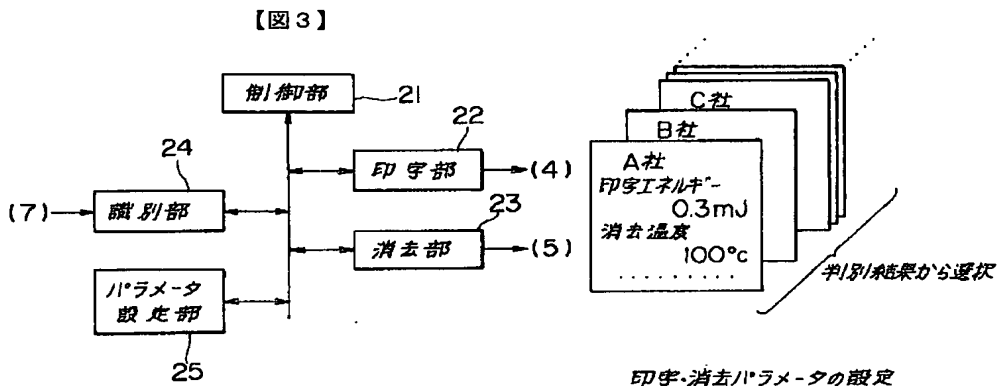 【図3】
制御部
21
22
印字部
(4)
24
(7)
識別部
23
消去部
(5)
パラメータ
設定部
25
C社
B社
A社
印字エネルギー
0.3mJ
消去温度
100°c
判別結果から選択
印字・消去パラメータの設定